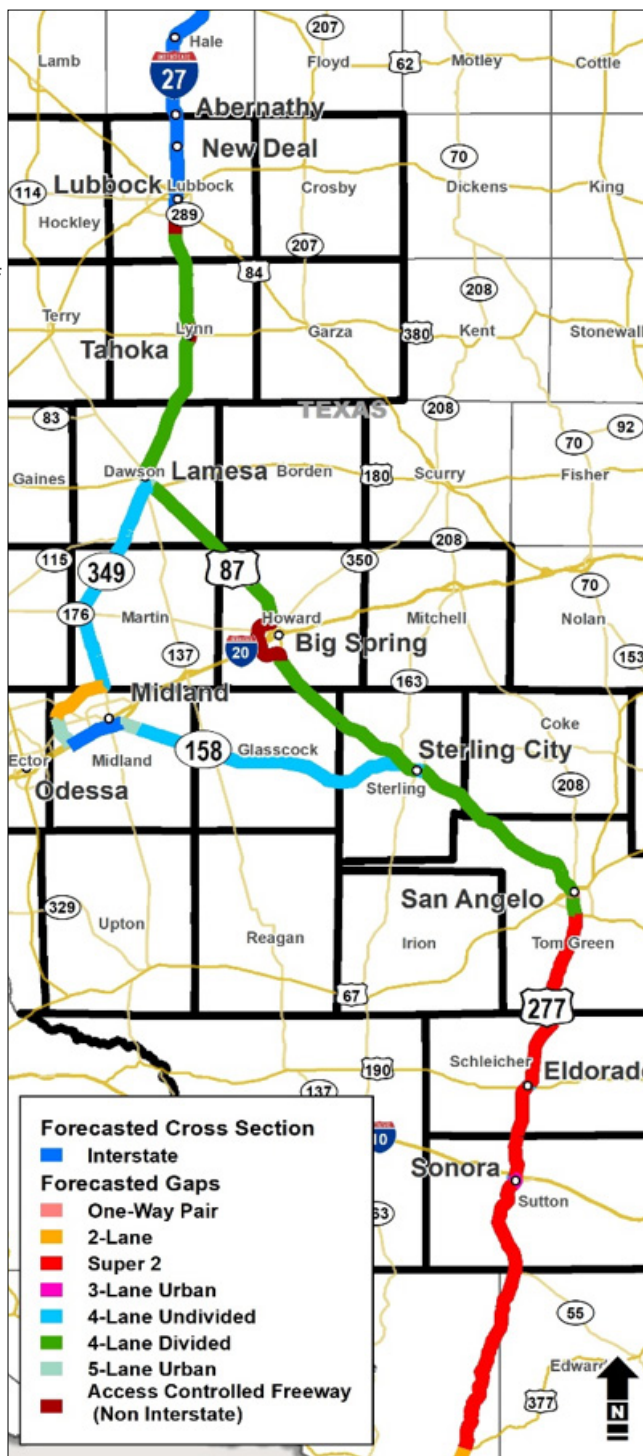 Hale
207
Lamb
Floyd
62
Motley
Cottle
INTERSTATE
27
Abernathy
New Deal
70
Lubbock
Lubbock
Crosby
Dickens
King
114
289
Hockley
207
84
208
Terry
Lynn
Garza
380
Kent
Stonewall
Tahoka
TEXAS
83
208
92
70
Gaines
Dawson
Lamesa
Borden
180
Scurry
Fisher
208
115
349
87
350
70
176
Martin
Howard
Mitchell
Nolan
Big Spring
20
137
163
153
Midland
Coke
158
Glasscock
Sterling City
Ector
Midland
Sterling
208
Odessa
San Angelo
329
Upton
Reagan
Irion
Tom Green
67
277
Schleicher
190
Eldorado
137
10
Sonora
Sutton
63
55
Edward
377
N
Forecasted Cross Section
Interstate
Forecasted Gaps
One-Way Pair
2-Lane
Super 2
3-Lane Urban
4-Lane Undivided
4-Lane Divided
5-Lane Urban
Access Controlled Freeway
(Non Interstate)